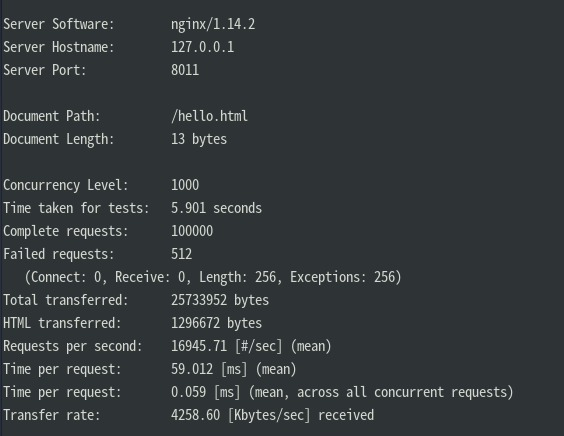 Server Software: nginx/1.14.2
Server Hostname: 127.0.0.1
Server Port: 8011
Document Path: /hello.html
Document Length: 13 bytes
Concurrency Level: 1000
Time taken for tests: 5.901 seconds
Complete requests: 100000
Failed requests: 512
(Connect: 0, Receive: 0, Length: 256, Exceptions: 256)
Total transferred: 25733952 bytes
HTML transferred: 1296672 bytes
Requests per second: 16945.71 [#/sec] (mean)
Time per request: 59.012 [ms] (mean)
Time per request: 0.059 [ms] (mean, across all concurrent requests)
Transfer rate: 4258.60 [Kbytes/sec] received